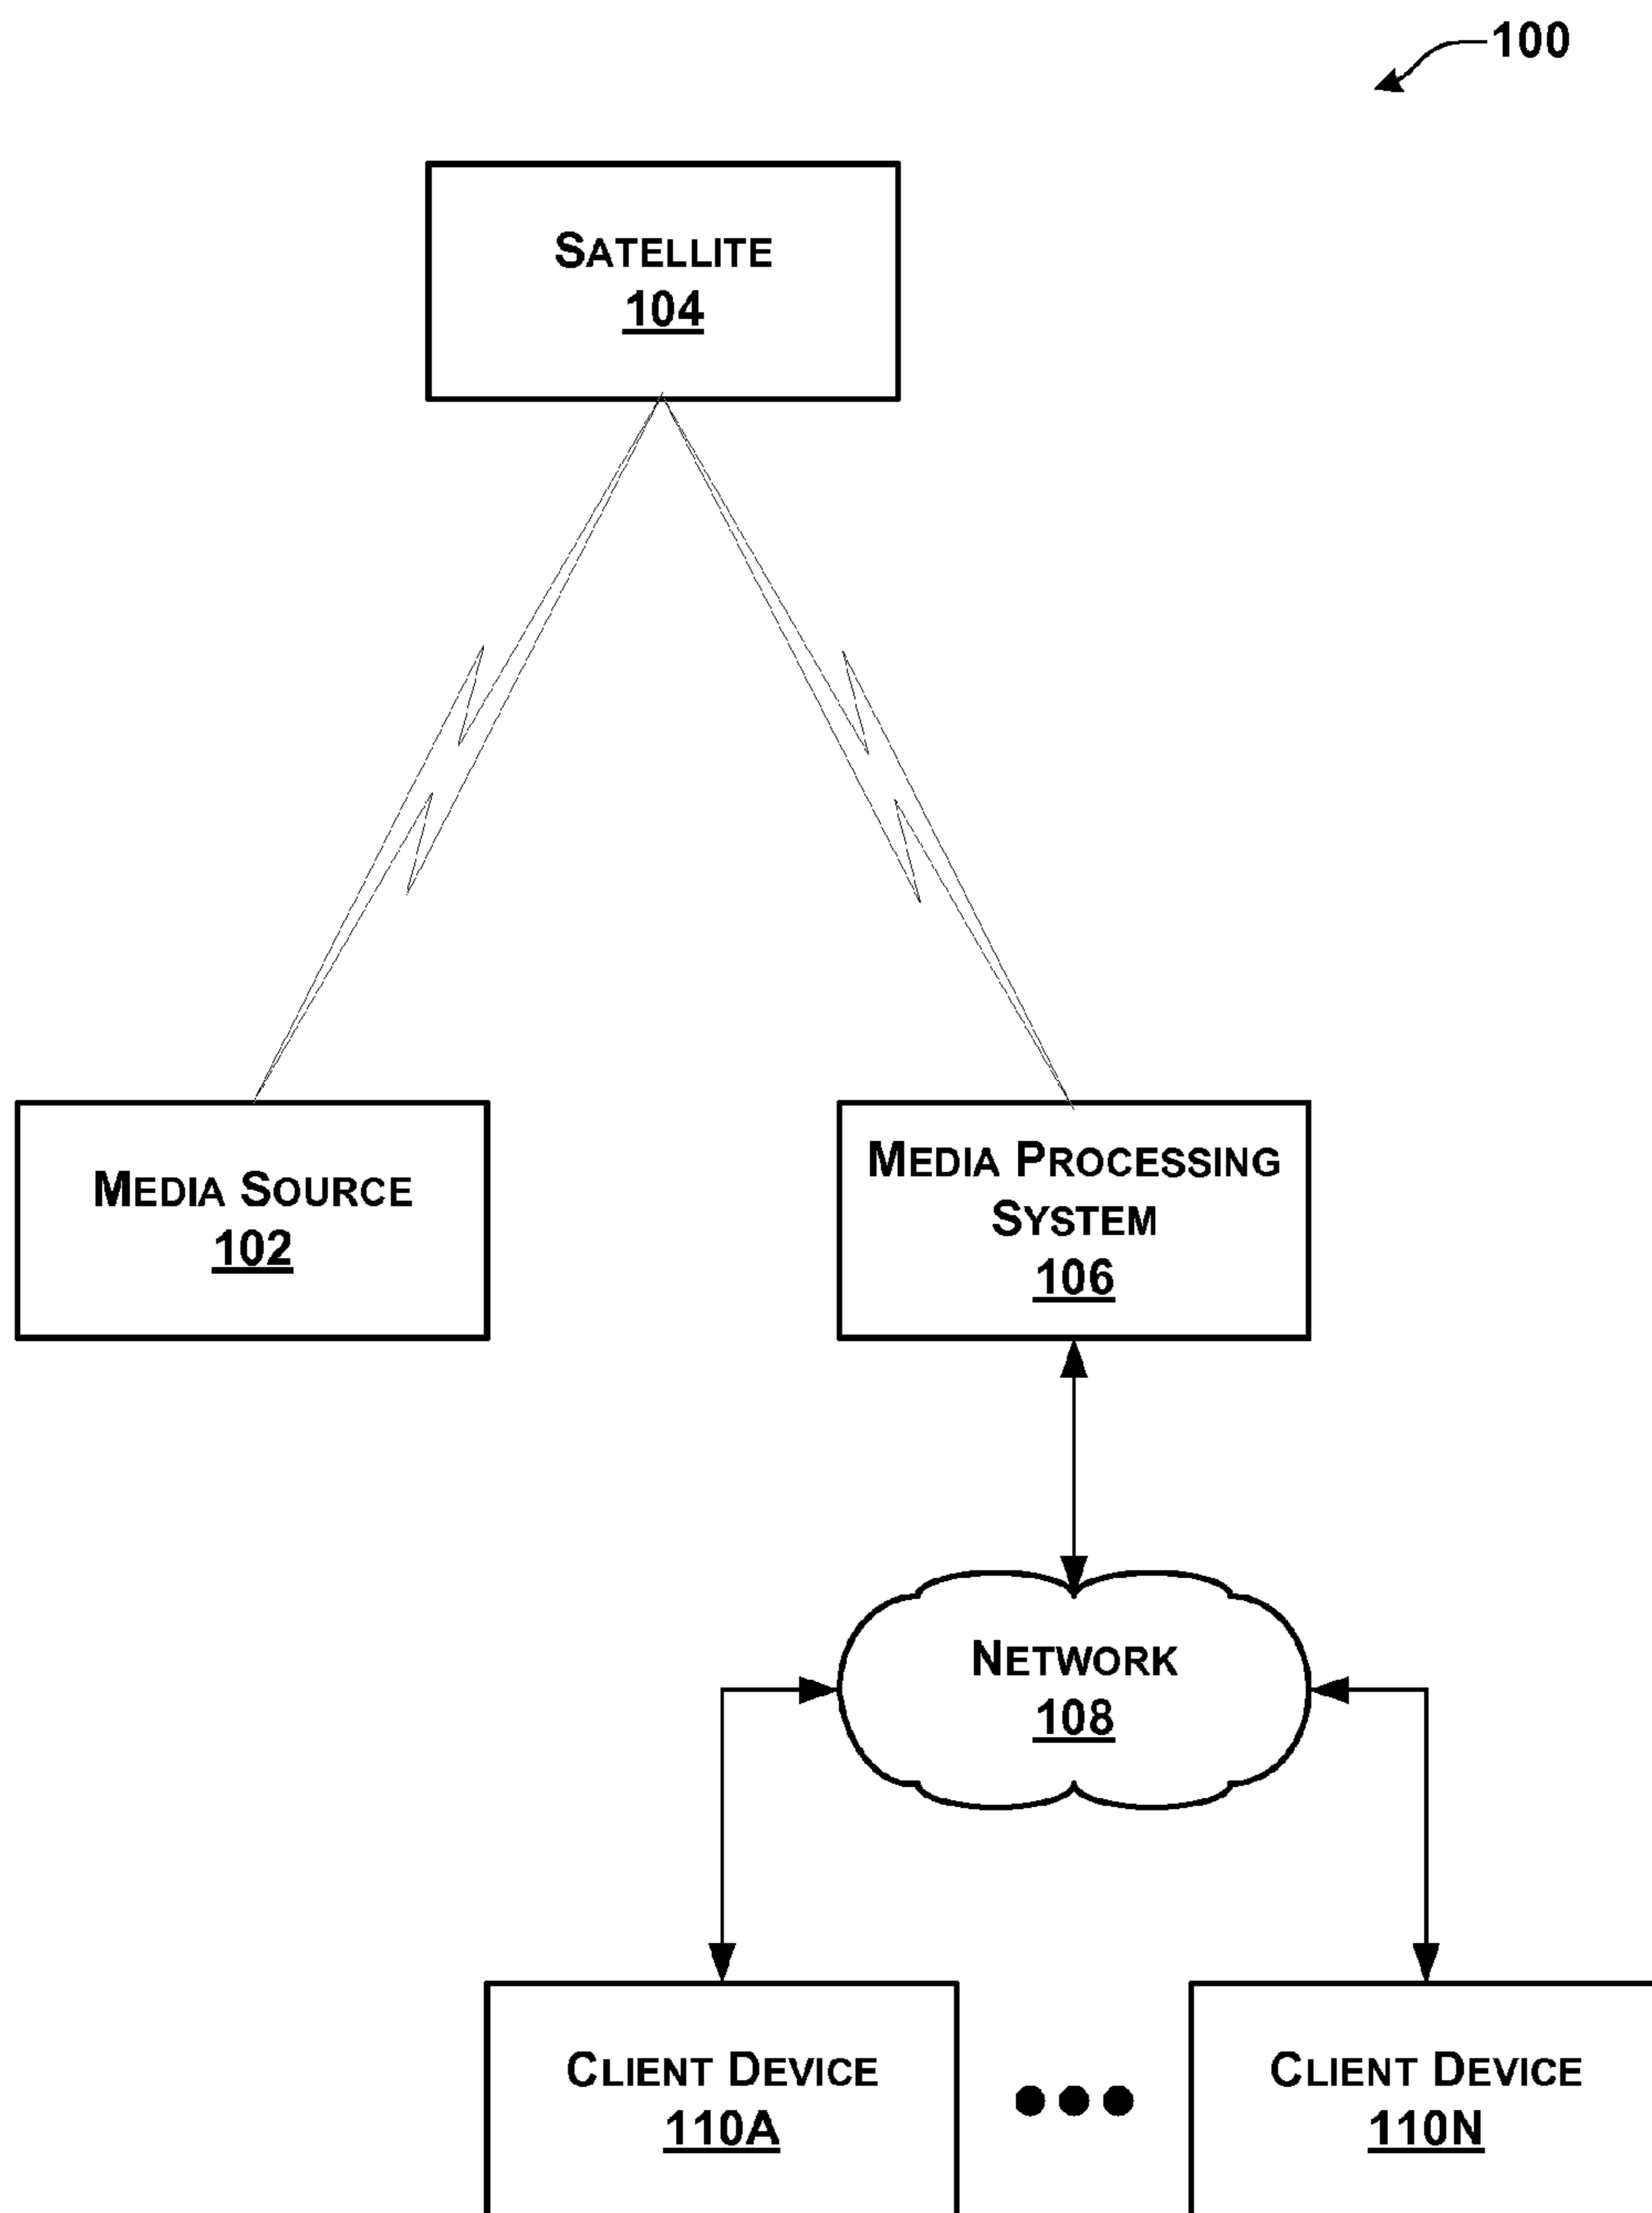 100
SATELLITE
104
MEDIA SOURCE
102
MEDIA PROCESSING
SYSTEM
106
NETWORK
108
CLIENT DEVICE
110A
CLIENT DEVICE
110N